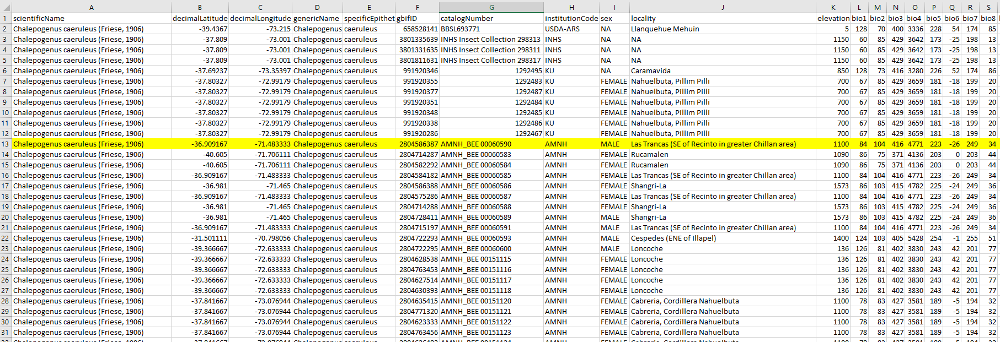 A B C D E F G H I J K L M N O P Q R S
1 scientificName decimalLatitude decimalLongitude genericName specificEpithet gbifID catalogNumber institutionCode sex locality elevation bio1 bio2 bio3 bio4 bio5 bio6 bio7 bio8
2 Chalepogenus caeruleus (Friese, 1906) -39.4367 -73.215 Chalepogenus caeruleus 658528141 BBSL693771 USDA-ARS NA Llanquehue Mehuin 5 128 70 400 3336 228 54 174 85
3 Chalepogenus caeruleus (Friese, 1906) -37.809 -73.001 Chalepogenus caeruleus 3801335639 INHS Insect Collection 298313 INHS NA NA 1150 60 85 429 3642 173 -25 198 13
4 Chalepogenus caeruleus (Friese, 1906) -37.809 -73.001 Chalepogenus caeruleus 3801331635 INHS Insect Collection 298311 INHS NA NA 1150 60 85 429 3642 173 -25 198 13
5 Chalepogenus caeruleus (Friese, 1906) -37.809 -73.001 Chalepogenus caeruleus 3801811631 INHS Insect Collection 298317 INHS NA NA 1150 60 85 429 3642 173 -25 198 13
6 Chalepogenus caeruleus (Friese, 1906) -37.69237 -73.35397 Chalepogenus caeruleus 991920346 1292495 KU NA Caramavida 850 128 73 416 3280 226 52 174 86
7 Chalepogenus caeruleus (Friese, 1906) -37.80327 -72.99179 Chalepogenus caeruleus 991920355 1292483 KU FEMALE Nahuelbuta, Pillim Pilli 700 67 85 429 3659 181 -18 199 20
8 Chalepogenus caeruleus (Friese, 1906) -37.80327 -72.99179 Chalepogenus caeruleus 991920377 1292487 KU FEMALE Nahuelbuta, Pillim Pilli 700 67 85 429 3659 181 -18 199 20
9 Chalepogenus caeruleus (Friese, 1906) -37.80327 -72.99179 Chalepogenus caeruleus 991920351 1292484 KU FEMALE Nahuelbuta, Pillim Pilli 700 67 85 429 3659 181 -18 199 20
10 Chalepogenus caeruleus (Friese, 1906) -37.80327 -72.99179 Chalepogenus caeruleus 991920348 1292485 KU FEMALE Nahuelbuta, Pillim Pilli 700 67 85 429 3659 181 -18 199 20
11 Chalepogenus caeruleus (Friese, 1906) -37.80327 -72.99179 Chalepogenus caeruleus 991920338 1292486 KU FEMALE Nahuelbuta, Pillim Pilli 700 67 85 429 3659 181 -18 199 20
12 Chalepogenus caeruleus (Friese, 1906) -37.80327 -72.99179 Chalepogenus caeruleus 991920286 1292467 KU FEMALE Nahuelbuta, Pillim Pilli 700 67 85 429 3659 181 -18 199 20
13 Chalepogenus caeruleus (Friese, 1906) -36.909167 -71.483333 Chalepogenus caeruleus 2804586387 AMNH_BEE 00060590 AMNH MALE Las Trancas (SE of Recinto in greater Chillan area) 1100 84 104 416 4771 223 -26 249 34
14 Chalepogenus caeruleus (Friese, 1906) -40.605 -71.706111 Chalepogenus caeruleus 2804714287 AMNH_BEE 00060583 AMNH FEMALE Rucamalen 1090 86 75 371 4136 203 0 203 44
15 Chalepogenus caeruleus (Friese, 1906) -40.605 -71.706111 Chalepogenus caeruleus 2804582292 AMNH_BEE 00060584 AMNH FEMALE Rucamalen 1090 86 75 371 4136 203 0 203 44
16 Chalepogenus caeruleus (Friese, 1906) -36.909167 -71.483333 Chalepogenus caeruleus 2804584182 AMNH_BEE 00060585 AMNH FEMALE Las Trancas (SE of Recinto in greater Chillan area) 1100 84 104 416 4771 223 -26 249 34
17 Chalepogenus caeruleus (Friese, 1906) -36.981 -71.465 Chalepogenus caeruleus 2804586388 AMNH_BEE 00060586 AMNH FEMALE Shangri-La 1573 86 103 415 4782 225 -24 249 36
18 Chalepogenus caeruleus (Friese, 1906) -36.909167 -71.483333 Chalepogenus caeruleus 2804575286 AMNH_BEE 00060587 AMNH FEMALE Las Trancas (SE of Recinto in greater Chillan area) 1100 84 104 416 4771 223 -26 249 34
19 Chalepogenus caeruleus (Friese, 1906) -36.981 -71.465 Chalepogenus caeruleus 2804714288 AMNH_BEE 00060588 AMNH FEMALE Shangri-La 1573 86 103 415 4782 225 -24 249 36
20 Chalepogenus caeruleus (Friese, 1906) -36.981 -71.465 Chalepogenus caeruleus 2804728411 AMNH_BEE 00060589 AMNH MALE Shangri-La 1573 86 103 415 4782 225 -24 249 36
21 Chalepogenus caeruleus (Friese, 1906) -36.909167 -71.483333 Chalepogenus caeruleus 2804715197 AMNH_BEE 00060591 AMNH MALE Las Trancas (SE of Recinto in greater Chillan area) 1100 84 104 416 4771 223 -26 249 34
22 Chalepogenus caeruleus (Friese, 1906) -31.501111 -70.798056 Chalepogenus caeruleus 2804722293 AMNH_BEE 00060593 AMNH MALE Cespedes (ENE of Illapel) 1400 124 103 405 5428 254 -1 255 51
23 Chalepogenus caeruleus (Friese, 1906) -39.366667 -72.633333 Chalepogenus caeruleus 2804722295 AMNH_BEE 00060600 AMNH MALE Loncoche 136 126 81 402 3830 243 42 201 77
24 Chalepogenus caeruleus (Friese, 1906) -39.366667 -72.633333 Chalepogenus caeruleus 2804628538 AMNH_BEE 00151115 AMNH FEMALE Loncoche 136 126 81 402 3830 243 42 201 77
25 Chalepogenus caeruleus (Friese, 1906) -39.366667 -72.633333 Chalepogenus caeruleus 2804763453 AMNH_BEE 00151116 AMNH FEMALE Loncoche 136 126 81 402 3830 243 42 201 77
26 Chalepogenus caeruleus (Friese, 1906) -39.366667 -72.633333 Chalepogenus caeruleus 2804627514 AMNH_BEE 00151117 AMNH FEMALE Loncoche 136 126 81 402 3830 243 42 201 77
27 Chalepogenus caeruleus (Friese, 1906) -39.366667 -72.633333 Chalepogenus caeruleus 2804630393 AMNH_BEE 00151118 AMNH FEMALE Loncoche 136 126 81 402 3830 243 42 201 77
28 Chalepogenus caeruleus (Friese, 1906) -37.841667 -73.076944 Chalepogenus caeruleus 2804635415 AMNH_BEE 00151120 AMNH FEMALE Cabreria, Cordillera Nahuelbuta 1100 78 83 427 3581 189 -5 194 32
29 Chalepogenus caeruleus (Friese, 1906) -37.841667 -73.076944 Chalepogenus caeruleus 2804771320 AMNH_BEE 00151121 AMNH FEMALE Cabreria, Cordillera Nahuelbuta 1100 78 83 427 3581 189 -5 194 32
30 Chalepogenus caeruleus (Friese, 1906) -37.841667 -73.076944 Chalepogenus caeruleus 2804623333 AMNH_BEE 00151122 AMNH FEMALE Cabreria, Cordillera Nahuelbuta 1100 78 83 427 3581 189 -5 194 32
31 Chalepogenus caeruleus (Friese, 1906) -37.841667 -73.076944 Chalepogenus caeruleus 2804763456 AMNH_BEE 00151123 AMNH FEMALE Cabreria, Cordillera Nahuelbuta 1100 78 83 427 3581 189 -5 194 32